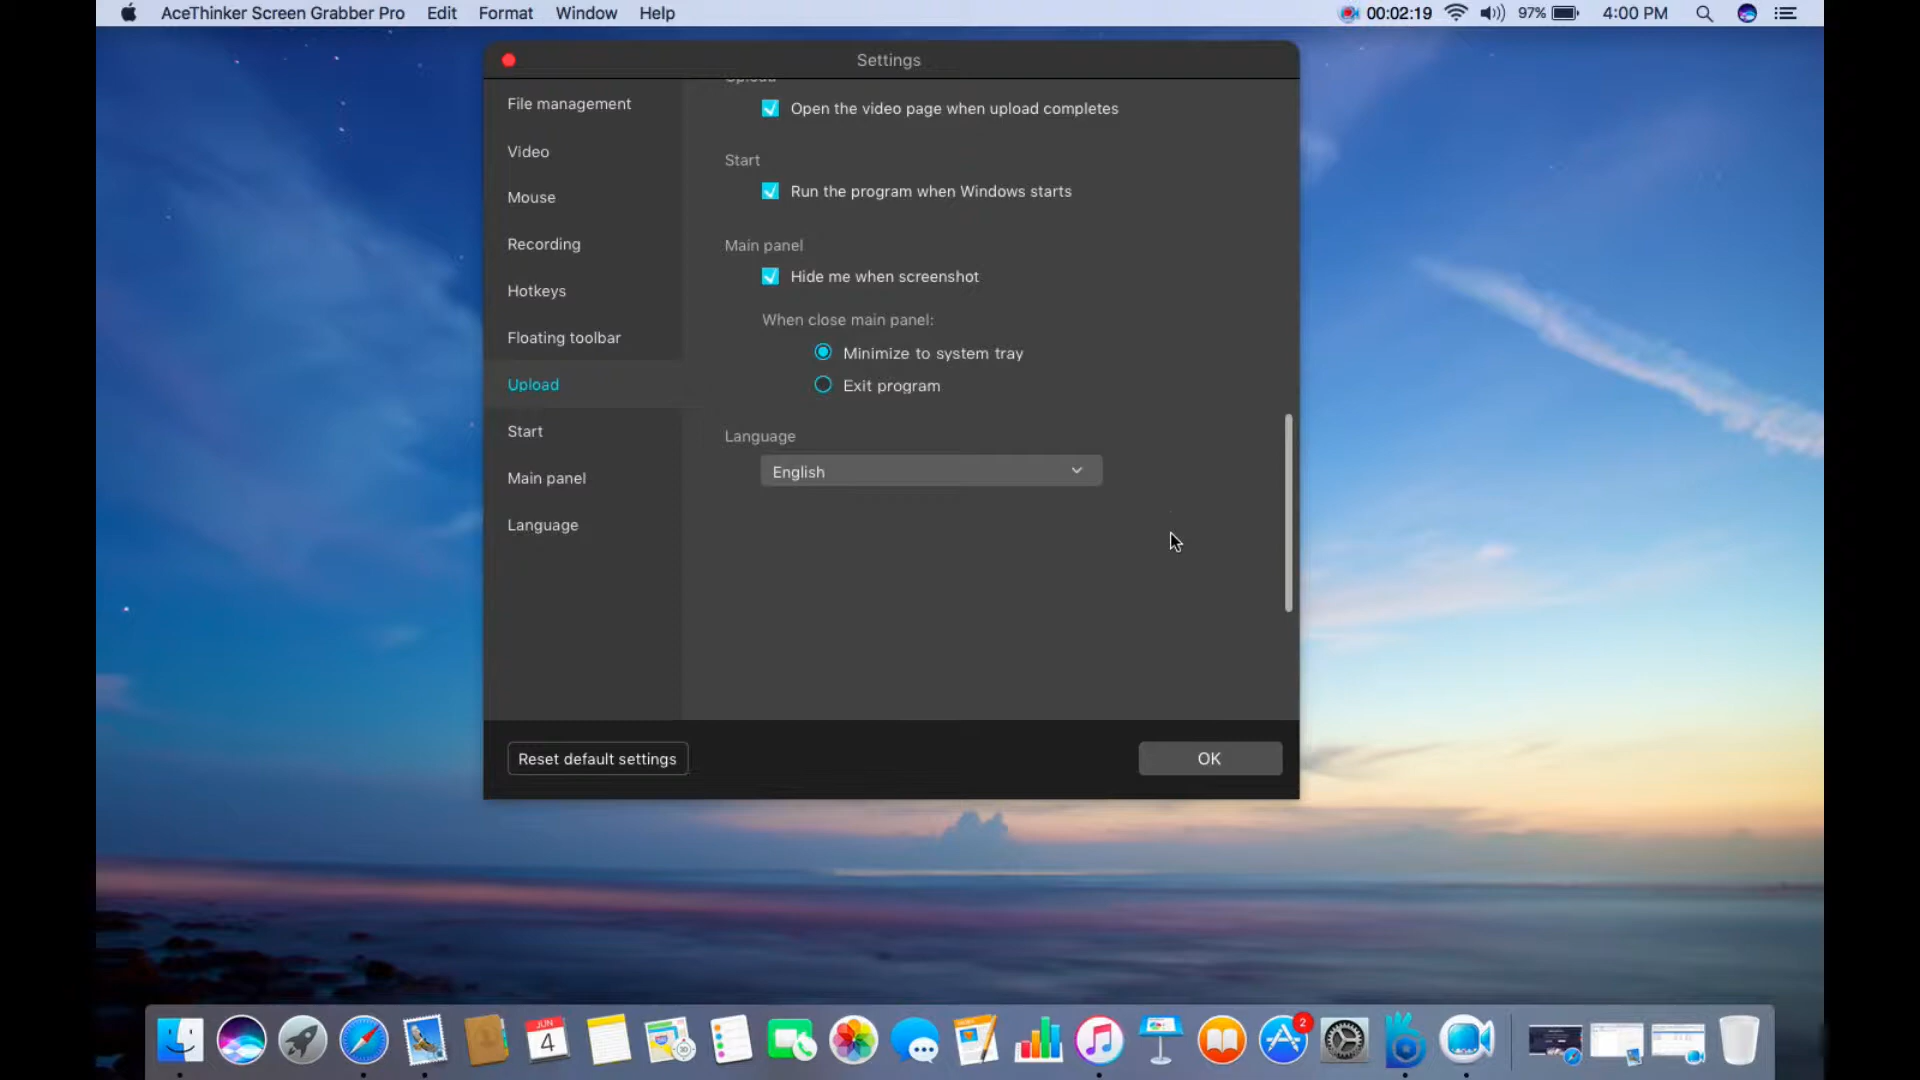 AceThinker Screen Grabber Pro Edit Format Window Help 00:02:19 97% 4:00 PM
Settings
File management
Video
Mouse
Recording
Hotkeys
Floating toolbar
Upload
Start
Main panel
Language
Upload
Open the video page when upload completes
Start
Run the program when Windows starts
Main panel
Hide me when screenshot
When close main panel:
Minimize to system tray
Exit program
Language
English
Reset default settings
OK
JUN
4
2